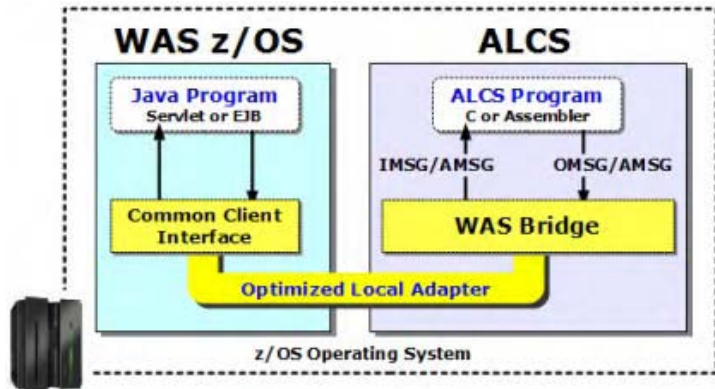 WAS z/OS
ALCS
Java Program
Servlet or EJB
ALCS Program
C or Assembler
IMSG/AMSG
OMSG/AMSG
Common Client
Interface
WAS Bridge
Optimized Local Adapter
z/OS Operating System